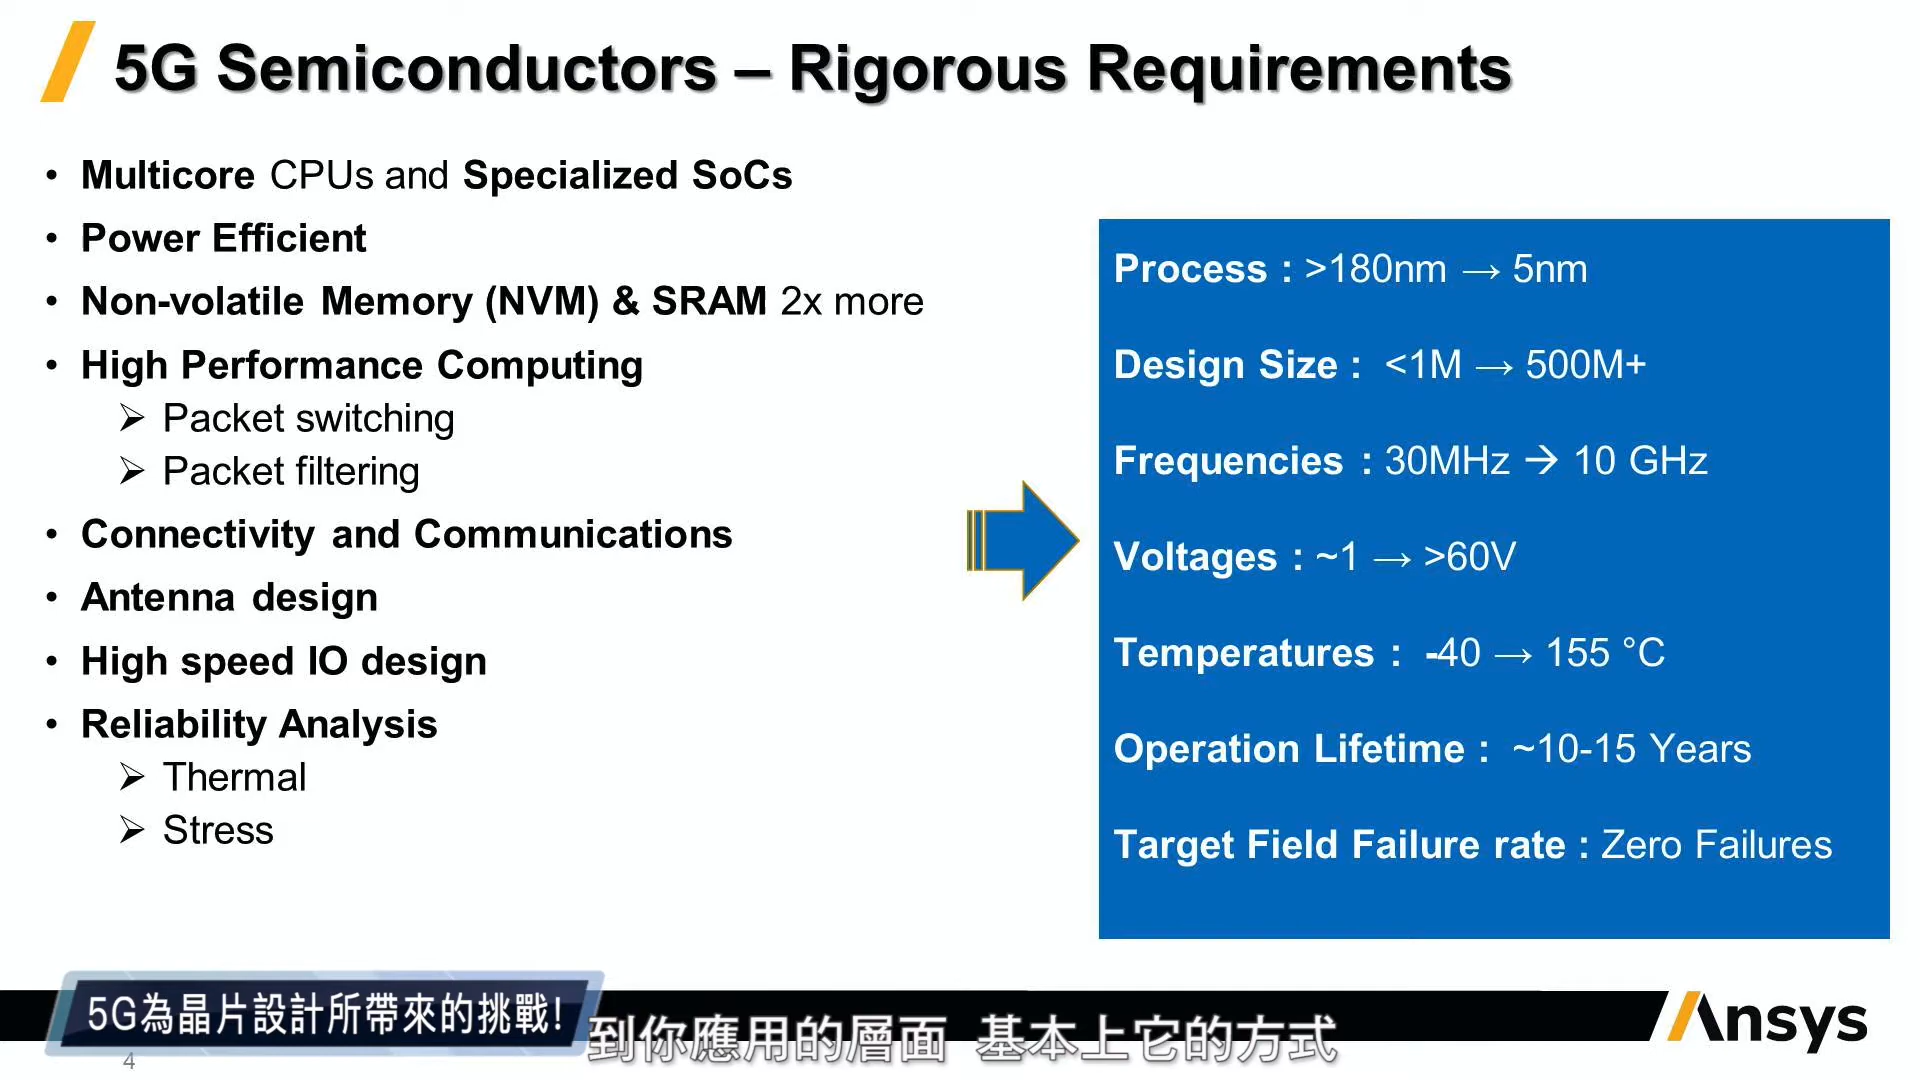 5G Semiconductors – Rigorous Requirements
• Multicore CPUs and Specialized SoCs
• Power Efficient
• Non-volatile Memory (NVM) & SRAM 2x more
• High Performance Computing
➢ Packet switching
➢ Packet filtering
• Connectivity and Communications
• Antenna design
• High speed IO design
• Reliability Analysis
➢ Thermal
➢ Stress
Process : >180nm → 5nm
Design Size : <1M → 500M+
Frequencies : 30MHz → 10 GHz
Voltages : ~1 → >60V
Temperatures : -40 → 155 °C
Operation Lifetime : ~10-15 Years
Target Field Failure rate : Zero Failures
5G為晶片設計所帶來的挑戰!
到你應用的層面 基本上它的方式
Ansys
4